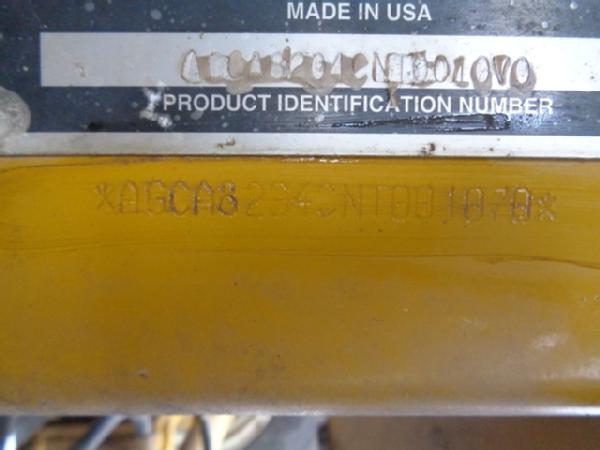 MADE IN USA
PRODUCT IDENTIFICATION NUMBER
*AGCA8234CNT001070*